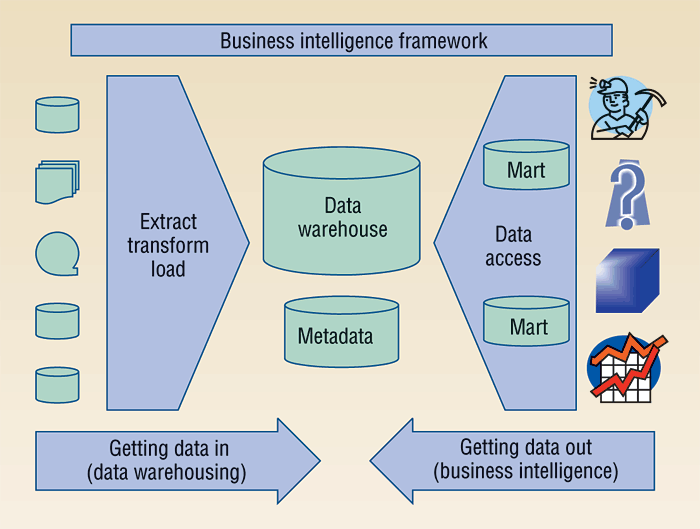 Business intelligence framework
Extract
transform
load
Data
warehouse
Metadata
Mart
Data
access
Mart
?
Getting data in
(data warehousing)
Getting data out
(business intelligence)